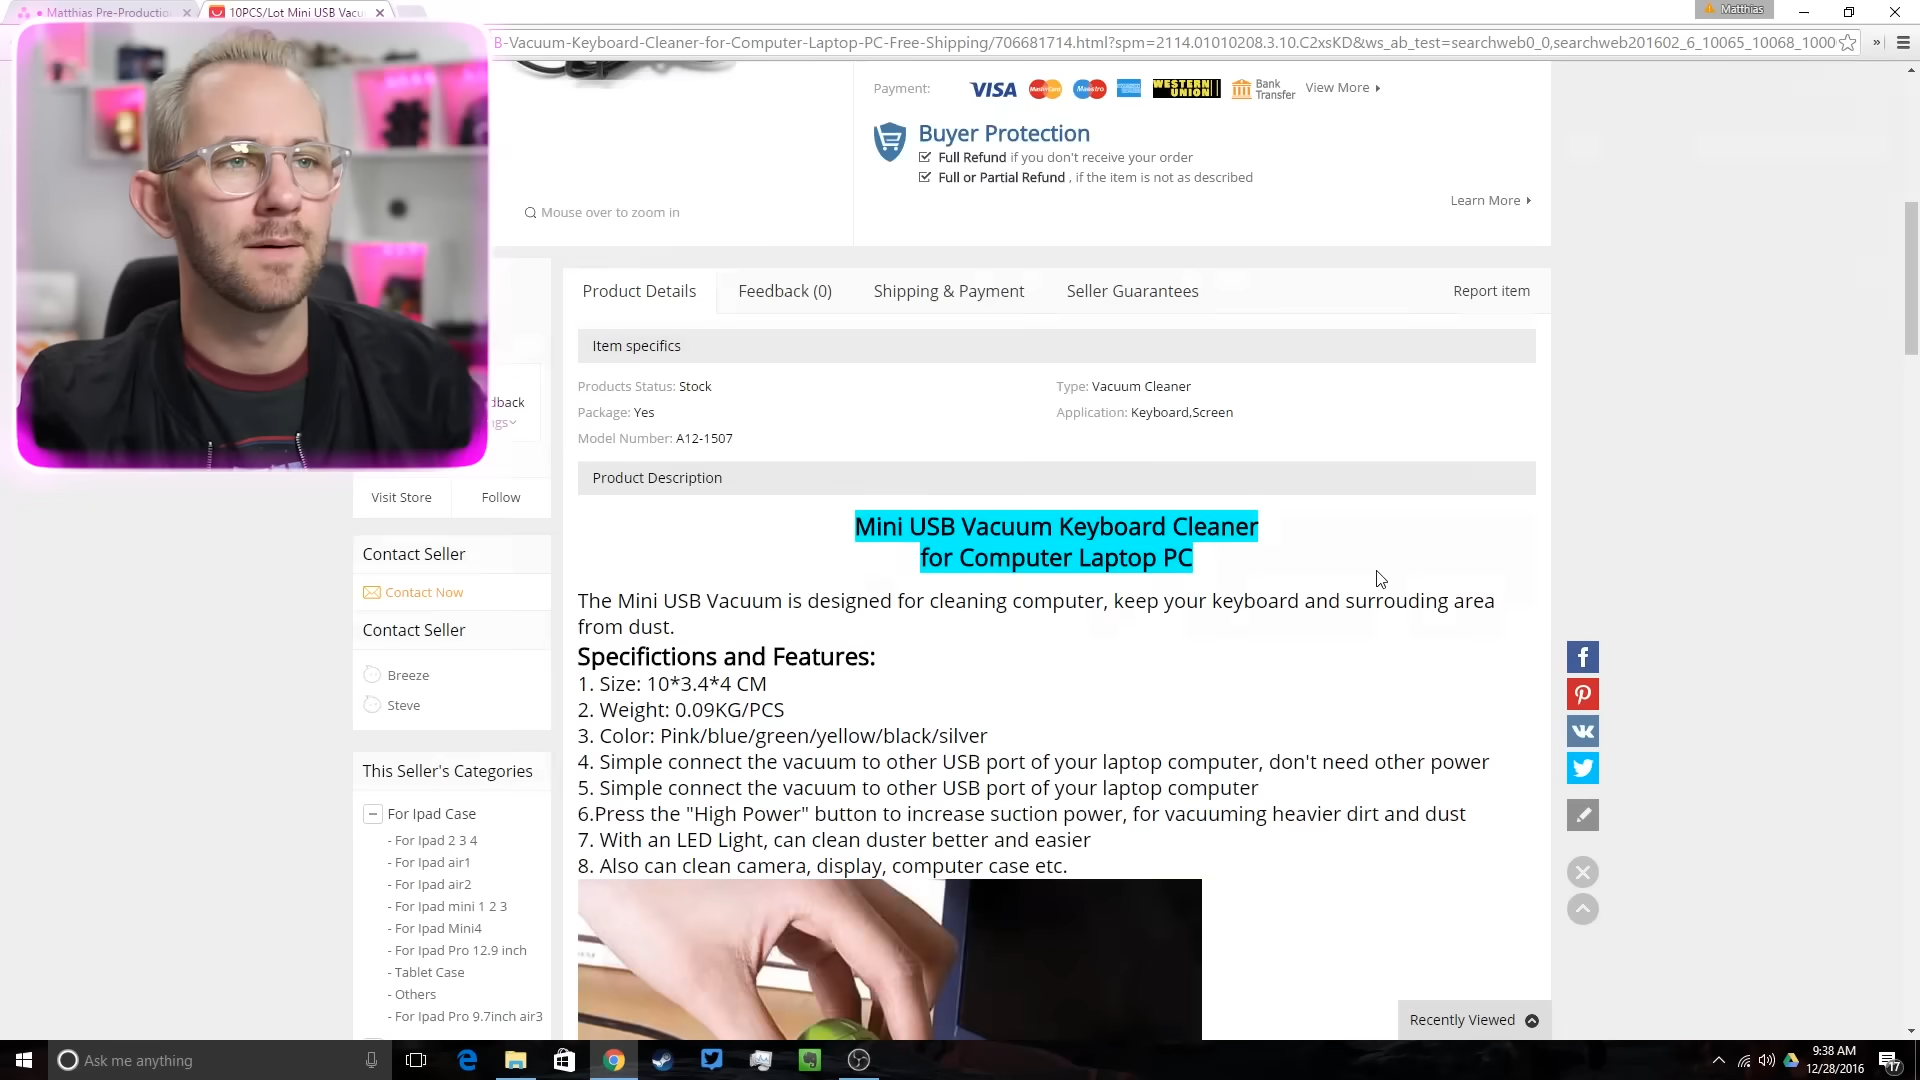 Matthias Pre-Productio
10PCS/Lot Mini USB Vacu
Matthias
B-Vacuum-Keyboard-Cleaner-for-Computer-Laptop-PC-Free-Shipping/706681714.html?spm=2114.01010208.3.10.C2xsKD&ws_ab_test=searchweb0_0,searchweb201602_6_10065_10068_1000
Payment: VISA MasterCard Maestro WESTERN UNION Bank Transfer View More
Buyer Protection
Full Refund if you don't receive your order
Full or Partial Refund , if the item is not as described
Learn More
Mouse over to zoom in
Product Details Feedback (0) Shipping & Payment Seller Guarantees Report item
Item specifics
Products Status: Stock Type: Vacuum Cleaner
Package: Yes Application: Keyboard,Screen
Model Number: A12-1507
Product Description
Mini USB Vacuum Keyboard Cleaner
for Computer Laptop PC
The Mini USB Vacuum is designed for cleaning computer, keep your keyboard and surrouding area
from dust.
Specifictions and Features:
1. Size: 10*3.4*4 CM
2. Weight: 0.09KG/PCS
3. Color: Pink/blue/green/yellow/black/silver
4. Simple connect the vacuum to other USB port of your laptop computer, don't need other power
5. Simple connect the vacuum to other USB port of your laptop computer
6.Press the "High Power" button to increase suction power, for vacuuming heavier dirt and dust
7. With an LED Light, can clean duster better and easier
8. Also can clean camera, display, computer case etc.
dback
ngs
Visit Store Follow
Contact Seller
Contact Now
Contact Seller
Breeze
Steve
This Seller's Categories
For Ipad Case
- For Ipad 2 3 4
- For Ipad air1
- For Ipad air2
- For Ipad mini 1 2 3
- For Ipad Mini4
- For Ipad Pro 12.9 inch
- Tablet Case
- Others
- For Ipad Pro 9.7inch air3
Recently Viewed
Ask me anything
9:38 AM
12/28/2016
17